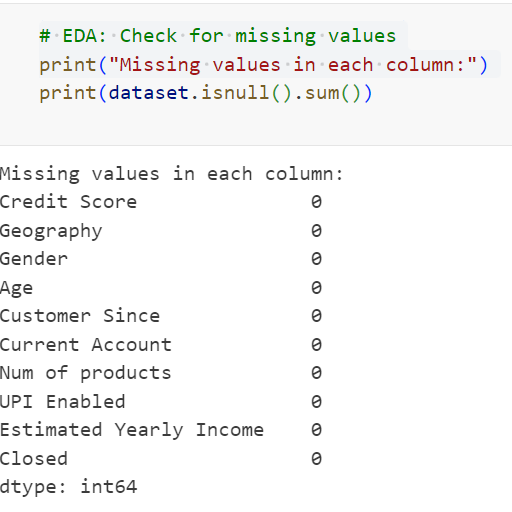 # EDA: Check for missing values
print("Missing values in each column:")
print(dataset.isnull().sum())
Missing values in each column:
Credit Score 0
Geography 0
Gender 0
Age 0
Customer Since 0
Current Account 0
Num of products 0
UPI Enabled 0
Estimated Yearly Income 0
Closed 0
dtype: int64